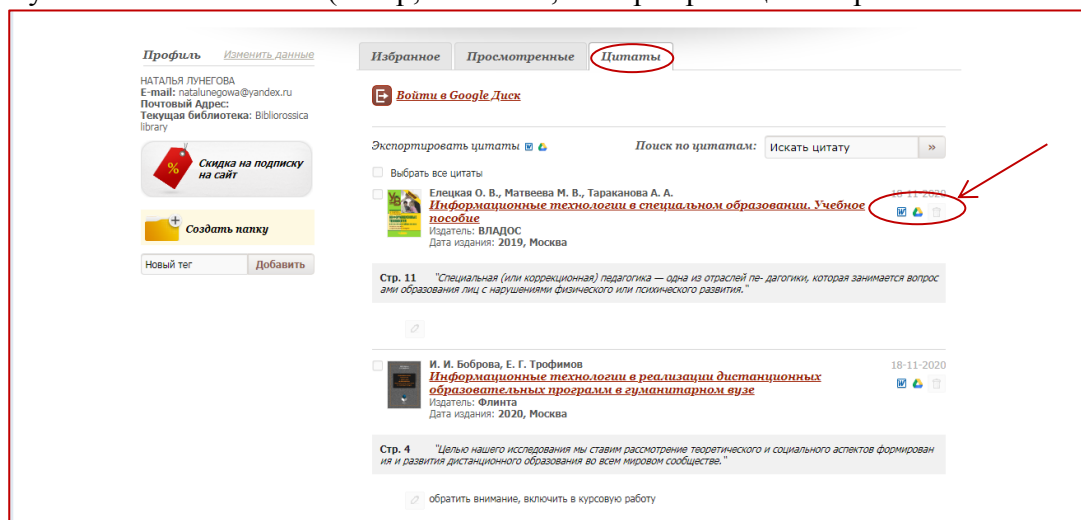 Профиль Изменить данные
НАТАЛЬЯ ЛУНЕГОВА
E-mail: natalunegowa@yandex.ru
Почтовый Адрес:
Текущая библиотека: Bibliorossica
library
%
Скидка на подписку
на сайт
Создать папку
Новый тег Добавить
Избранное Просмотренные Цитаты
Войти в Google Диск
Экспортировать цитаты Поиск по цитатам: Искать цитату »
Выбрать все цитаты
Елецкая О. В., Матвеева М. В., Тараканова А. А. 18-11-2020
Информационные технологии в специальном образовании. Учебное
пособие
Издатель: ВЛАДОС
Дата издания: 2019, Москва
Стр. 11 "Специальная (или коррекционная) педагогика — одна из отраслей пе- дагогики, которая занимается вопрос
ами образования лиц с нарушениями физического или психического развития."
И. И. Боброва, Е. Г. Трофимов 18-11-2020
Информационные технологии в реализации дистанционных
образовательных программ в гуманитарном вузе
Издатель: Флинта
Дата издания: 2020, Москва
Стр. 4 "Целью нашего исследования мы ставим рассмотрение теоретического и социального аспектов формирован
ия и развития дистанционного образования во всем мировом сообществе."
обратить внимание, включить в курсовую работу